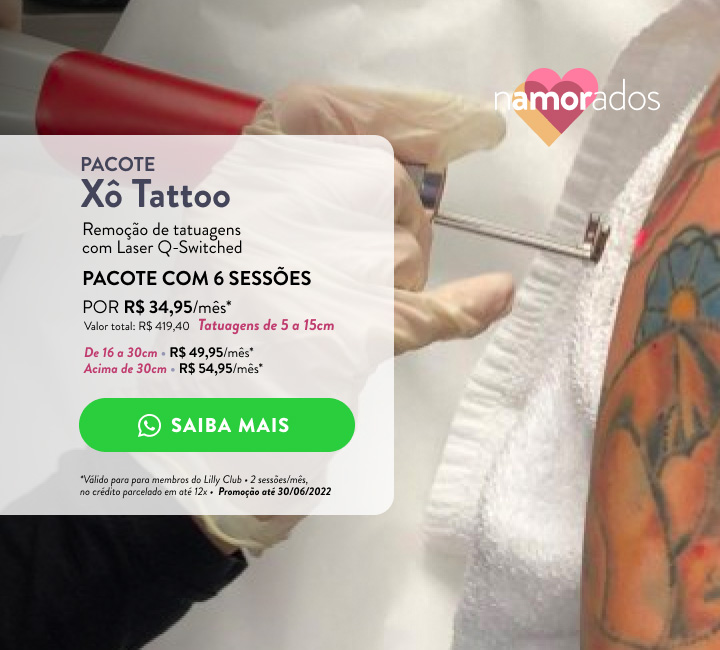 namorados
PACOTE
Xô Tattoo
Remoção de tatuagens
com Laser Q-Switched
PACOTE COM 6 SESSÕES
POR R$ 34,95/mês*
Valor total: R$ 419,40 Tatuagens de 5 a 15cm
De 16 a 30cm • R$ 49,95/mês*
Acima de 30cm • R$ 54,95/mês*
SAIBA MAIS
*Válido para para membros do Lilly Club • 2 sessões/mês,
no crédito parcelado em até 12x • Promoção até 30/06/2022